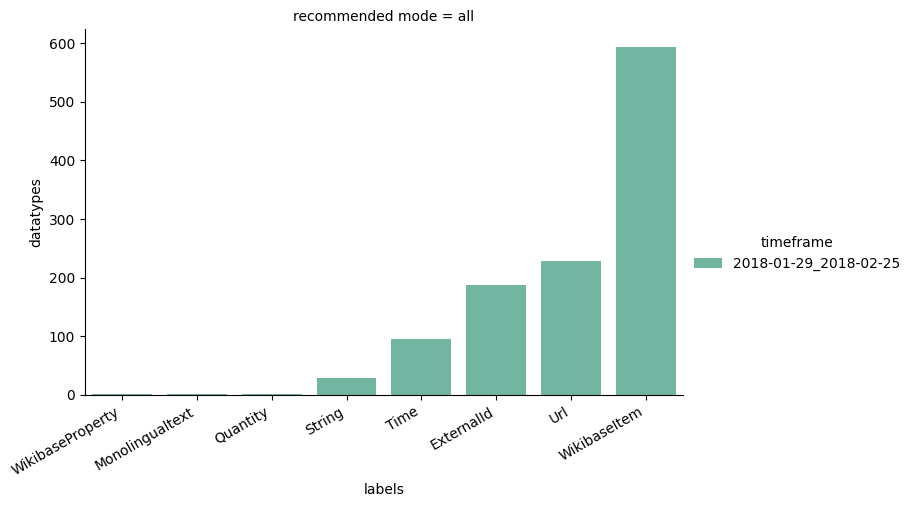 recommended mode = all
600
500
400
300
200
100
0
datatypes
WikibaseProperty
Monolingualtext
Quantity
String
Time
ExternalId
Url
WikibaseItem
labels
timeframe
2018-01-29_2018-02-25